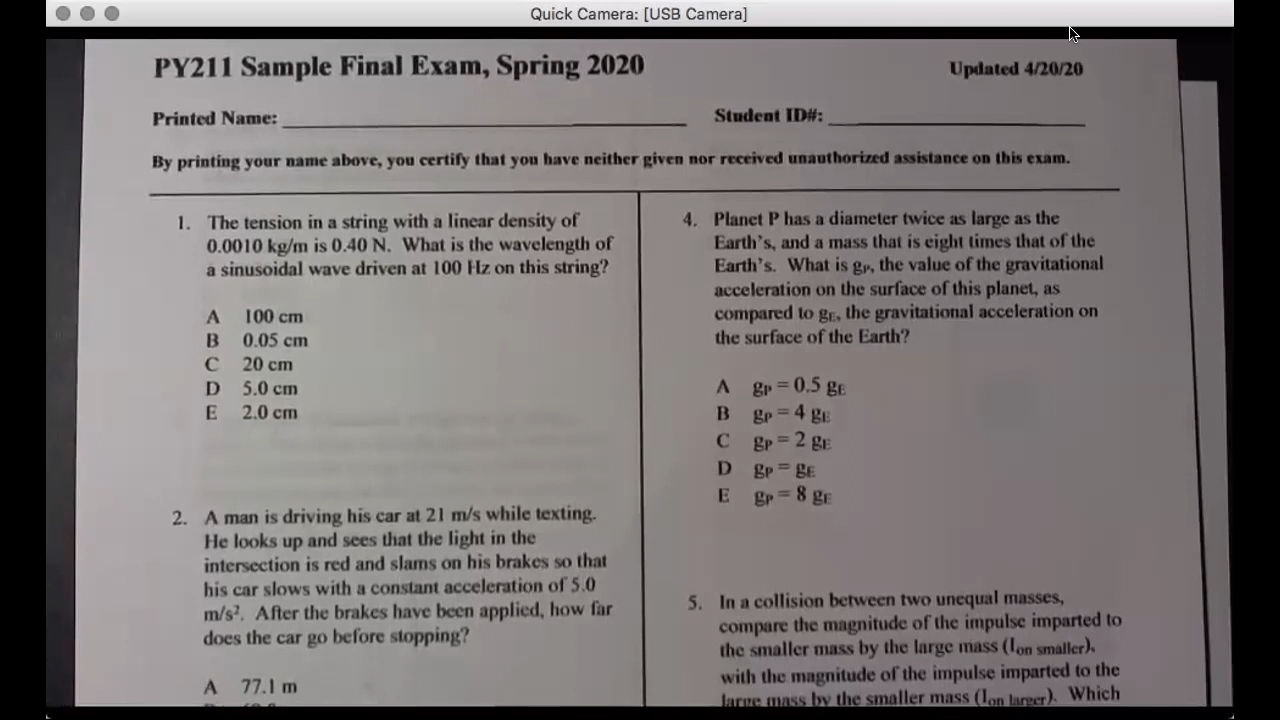 Quick Camera: [USB Camera]
PY211 Sample Final Exam, Spring 2020
Updated 4/20/20
Printed Name:
Student ID#:
By printing your name above, you certify that you have neither given nor received unauthorized assistance on this exam.
1. The tension in a string with a linear density of
0.0010 kg/m is 0.40 N. What is the wavelength of
a sinusoidal wave driven at 100 Hz on this string?
A 100 cm
B 0.05 cm
C 20 cm
D 5.0 cm
E 2.0 cm
2. A man is driving his car at 21 m/s while texting.
He looks up and sees that the light in the
intersection is red and slams on his brakes so that
his car slows with a constant acceleration of 5.0
m/s². After the brakes have been applied, how far
does the car go before stopping?
A 77.1 m
4. Planet P has a diameter twice as large as the
Earth's, and a mass that is eight times that of the
Earth's. What is gP, the value of the gravitational
acceleration on the surface of this planet, as
compared to gE, the gravitational acceleration on
the surface of the Earth?
A gP = 0.5 gE
B gP = 4 gE
C gP = 2 gE
D gP = gE
E gP = 8 gE
5. In a collision between two unequal masses,
compare the magnitude of the impulse imparted to
the smaller mass by the large mass (Ion smaller),
with the magnitude of the impulse imparted to the
large mass by the smaller mass (Ion larger). Which